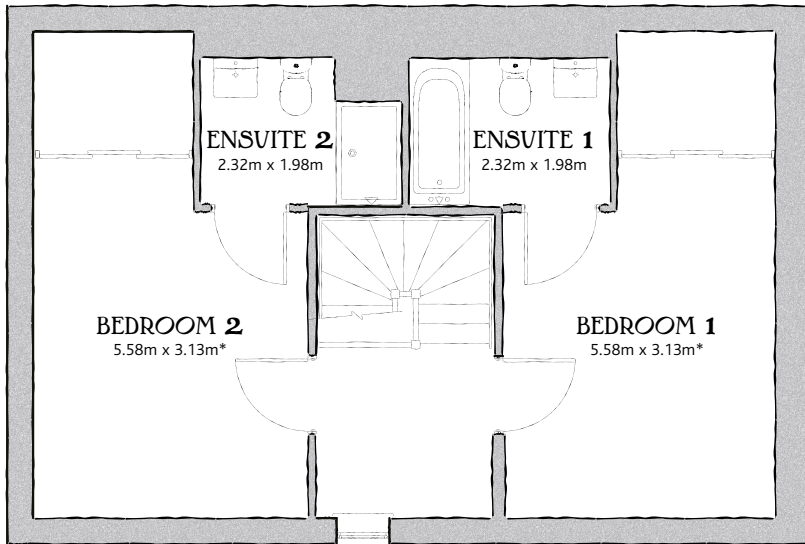 ENSUITE 2
2.32m x 1.98m
ENSUITE 1
2.32m x 1.98m
BEDROOM 2
5.58m x 3.13m*
BEDROOM 1
5.58m x 3.13m*